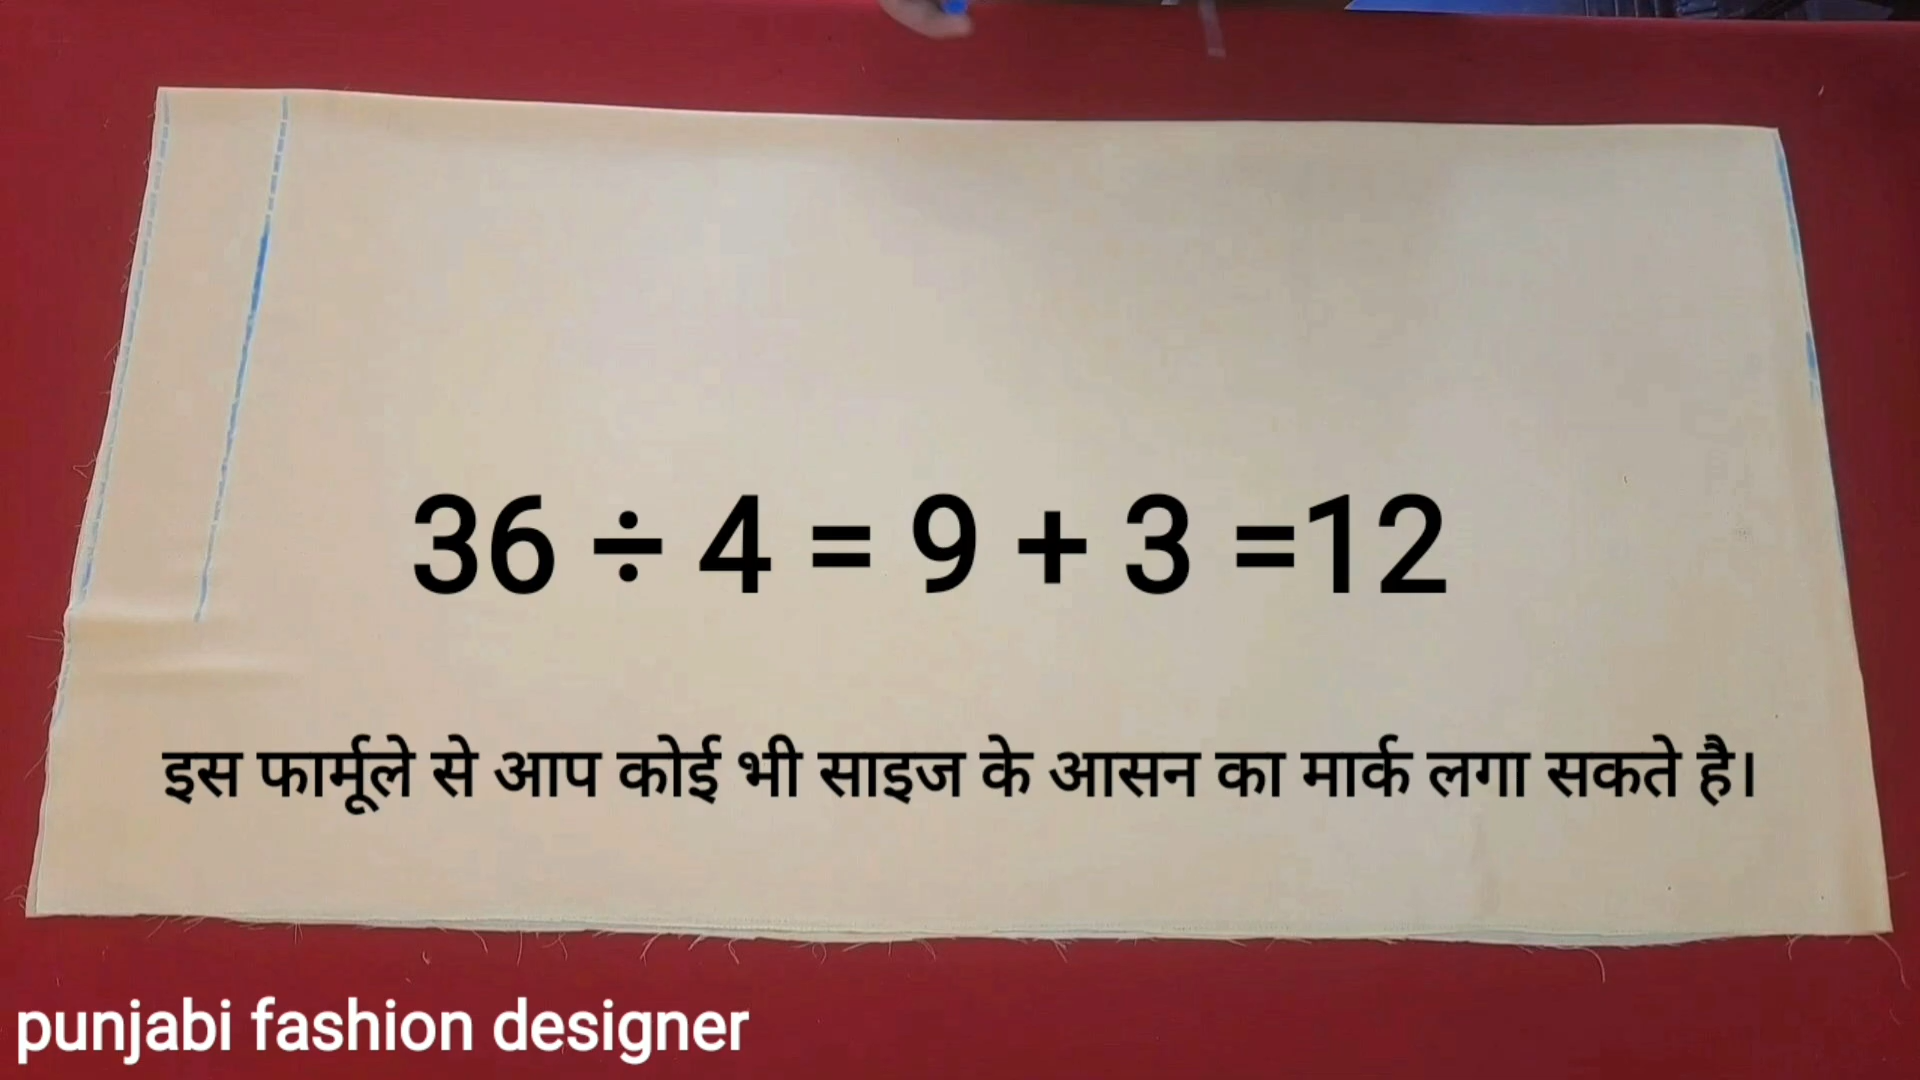 36 ÷ 4 = 9 + 3 =12
इस फार्मूले से आप कोई भी साइज के आसन का मार्क लगा सकते है।
punjabi fashion designer